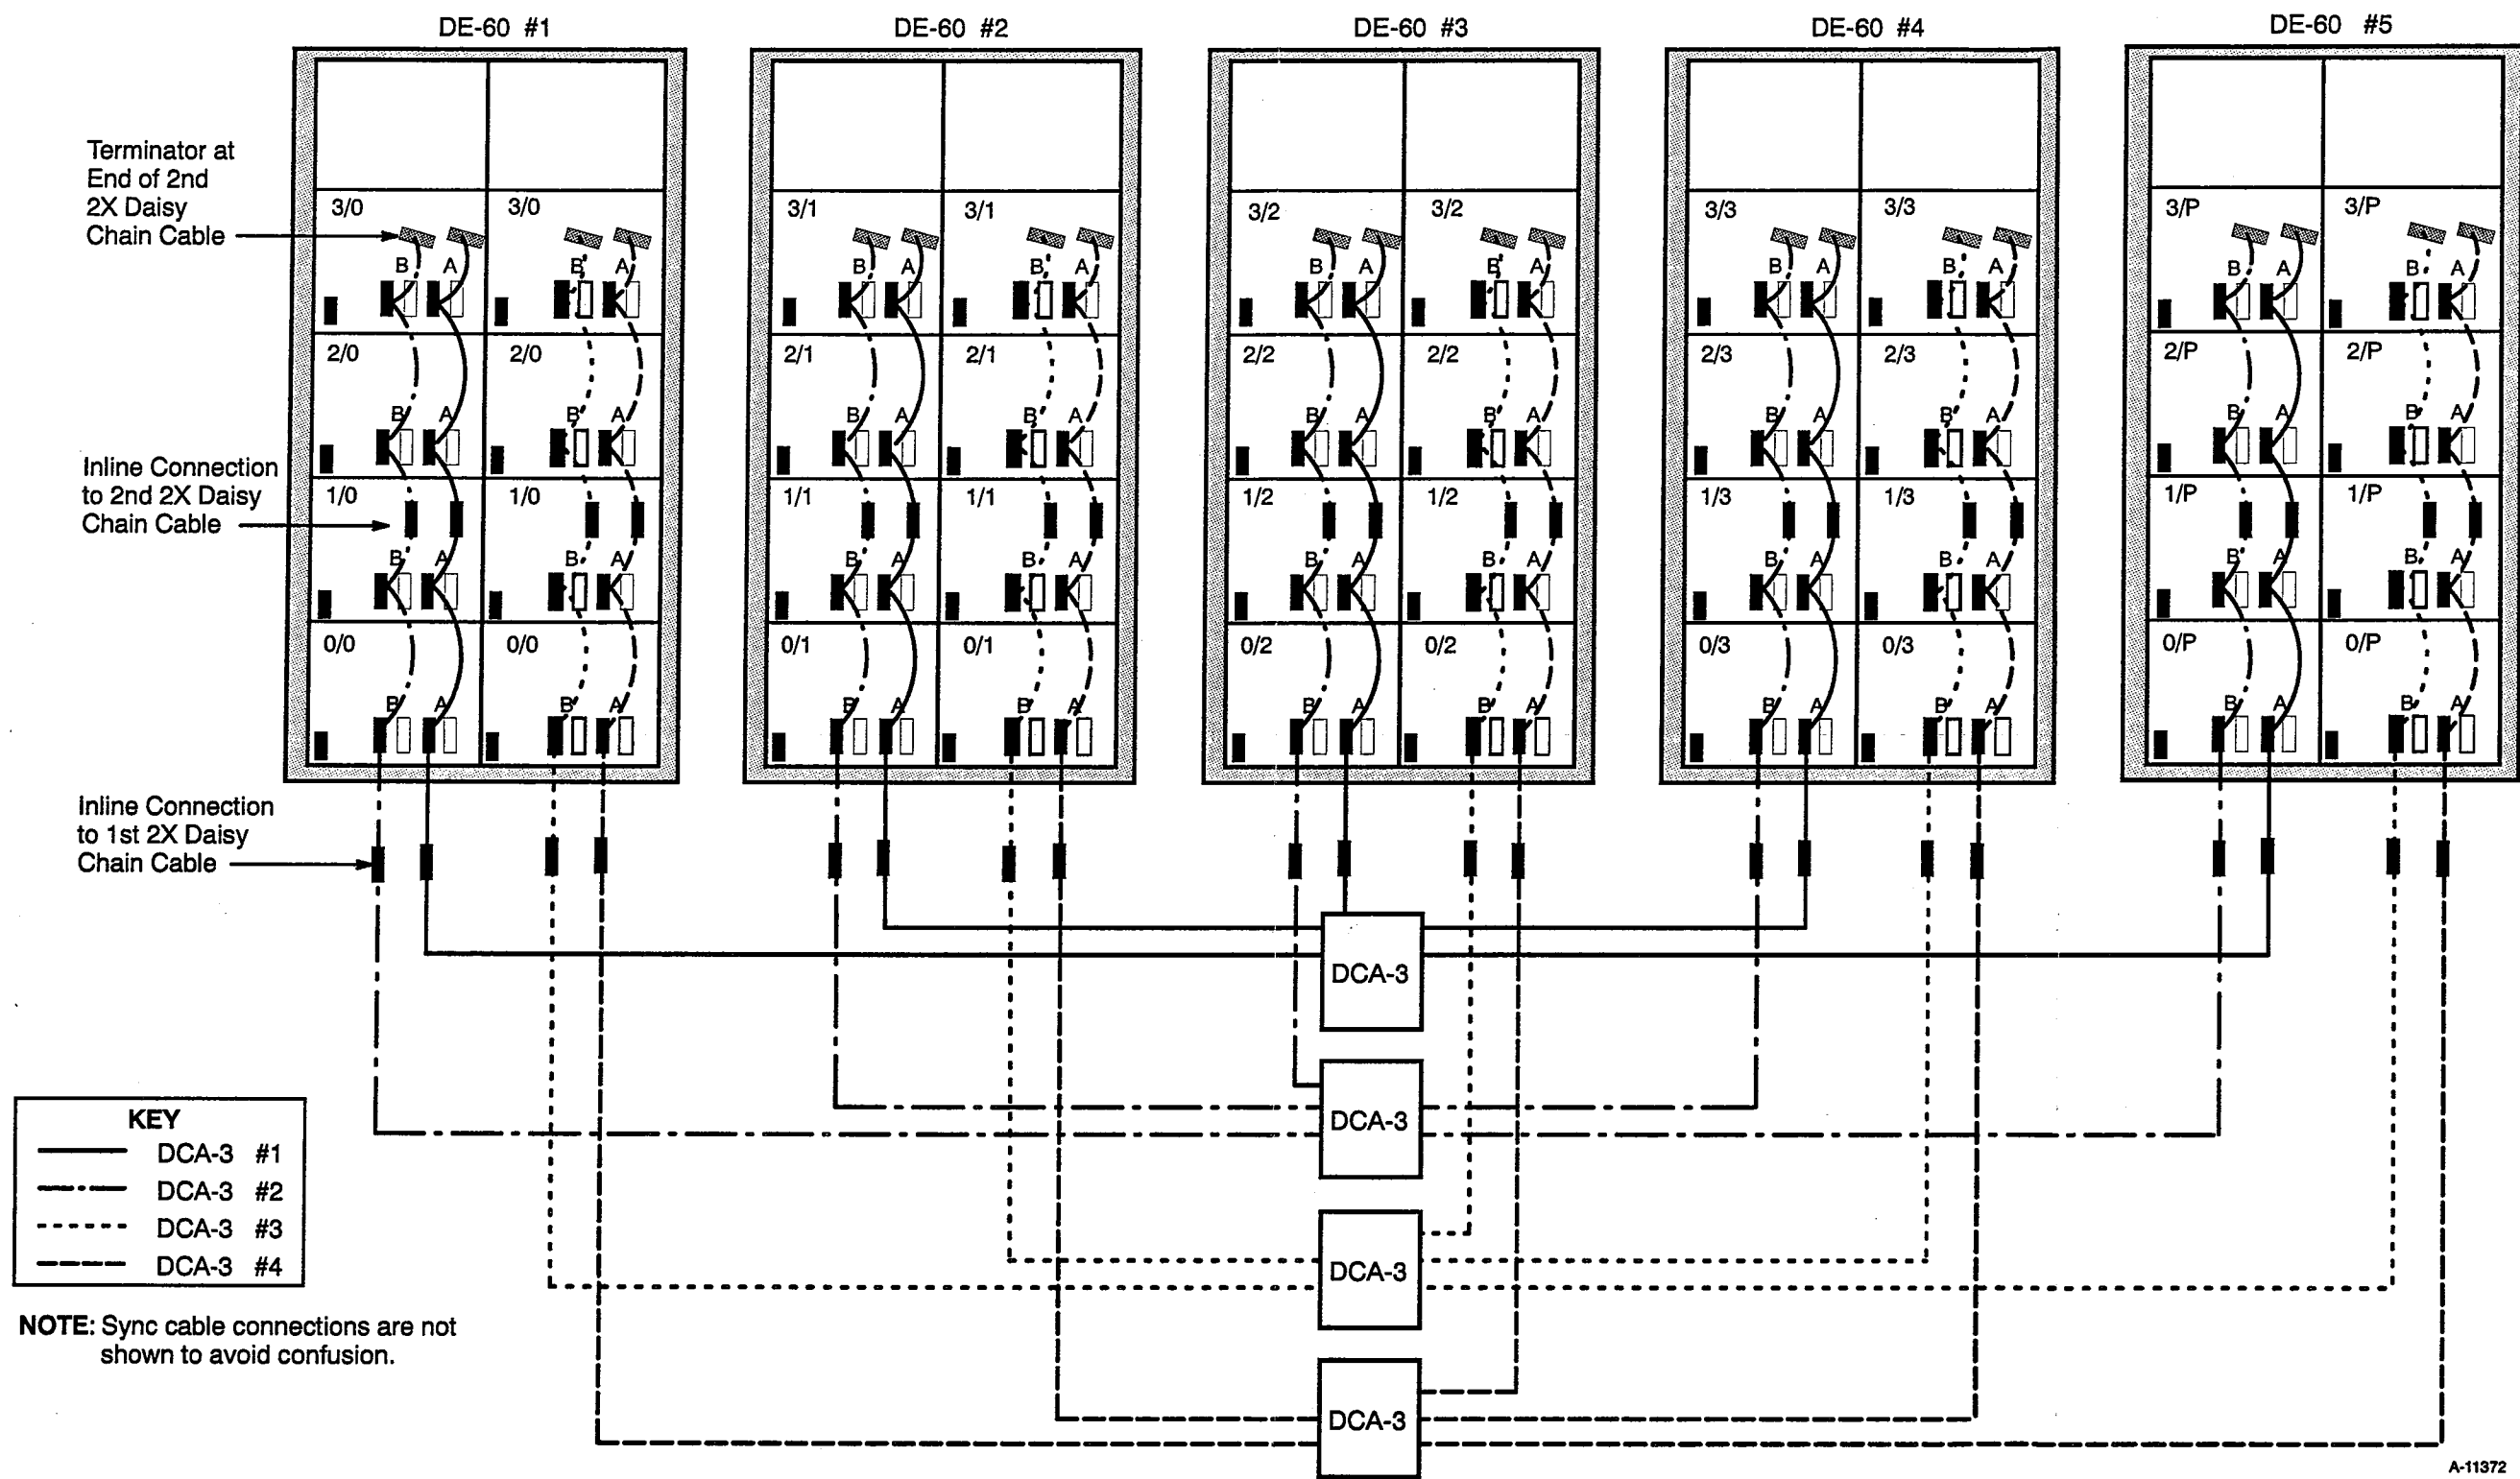 DE-60 #1
DE-60 #2
DE-60 #3
DE-60 #4
DE-60 #5
Terminator at
End of 2nd
2X Daisy
Chain Cable
3/0 3/0 3/1 3/1 3/2 3/2 3/3 3/3 3/P 3/P
B A B A B A B A B A B A B A B A B A B A
2/0 2/0 2/1 2/1 2/2 2/2 2/3 2/3 2/P 2/P
B A B A B A B A B A B A B A B A B A B A
Inline Connection
to 2nd 2X Daisy
Chain Cable
1/0 1/0 1/1 1/1 1/2 1/2 1/3 1/3 1/P 1/P
B A B A B A B A B A B A B A B A B A B A
0/0 0/0 0/1 0/1 0/2 0/2 0/3 0/3 0/P 0/P
B A B A B A B A B A B A B A B A B A B A
Inline Connection
to 1st 2X Daisy
Chain Cable
DCA-3
DCA-3
DCA-3
DCA-3
KEY
DCA-3 #1
DCA-3 #2
DCA-3 #3
DCA-3 #4
NOTE: Sync cable connections are not
shown to avoid confusion.
A-11372